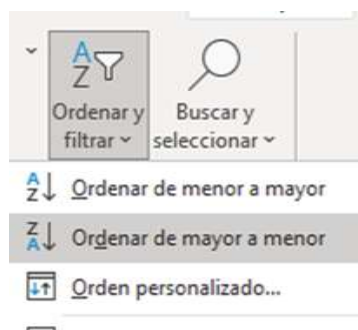 Ordenar y
filtrar
Buscar y
seleccionar
Ordenar de menor a mayor
Ordenar de mayor a menor
Orden personalizado...